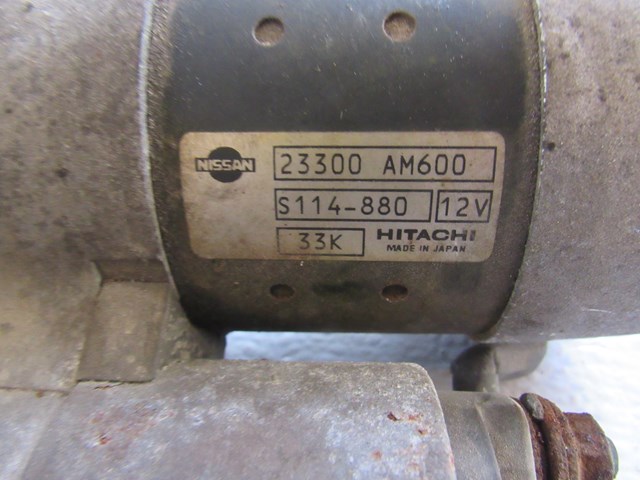 NISSAN 23300 AM600
S114-880 12V
33K HITACHI
MADE IN JAPAN